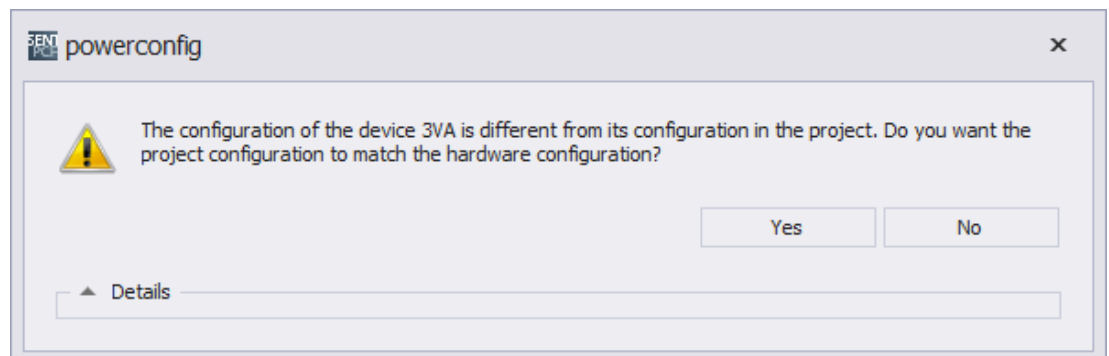 SENT
powerconfig
The configuration of the device 3VA is different from its configuration in the project. Do you want the
project configuration to match the hardware configuration?
Yes No
Details